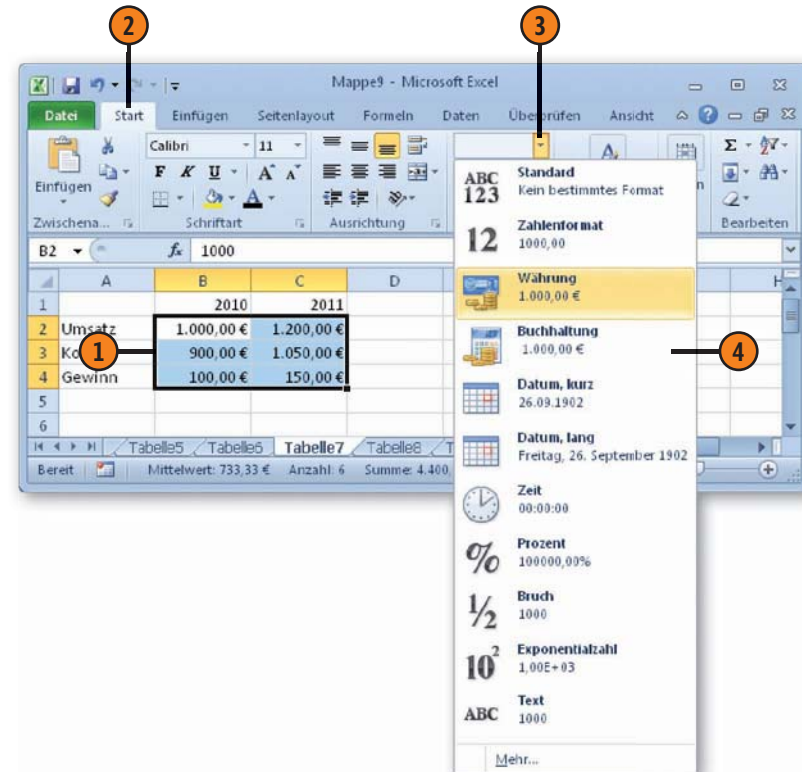 2 3
Mappe9 - Microsoft Excel
Datei Start Einfügen Seitenlayout Formeln Daten Überprüfen Ansicht
Calibri 11
F K U
Einfügen
Zwischena... Schriftart Ausrichtung Bearbeiten
B2 fx 1000
A B C D H
1 2010 2011
2 Umsatz 1.000,00 € 1.200,00 €
3 1 900,00 € 1.050,00 €
4 Gewinn 100,00 € 150,00 €
5
6
Tabelle5 Tabelle6 Tabelle7 Tabelle8
Bereit Mittelwert: 733,33 € Anzahl: 6 Summe: 4.400,
ABC 123 Standard
Kein bestimmtes Format
12 Zahlenformat
1000,00
Währung
1.000,00 €
Buchhaltung
1.000,00 €
4
Datum, kurz
26.09.1902
Datum, lang
Freitag, 26. September 1902
Zeit
00:00:00
% Prozent
100000,00%
½ Bruch
1000
10² Exponentialzahl
1,00E+03
ABC Text
1000
Mehr...